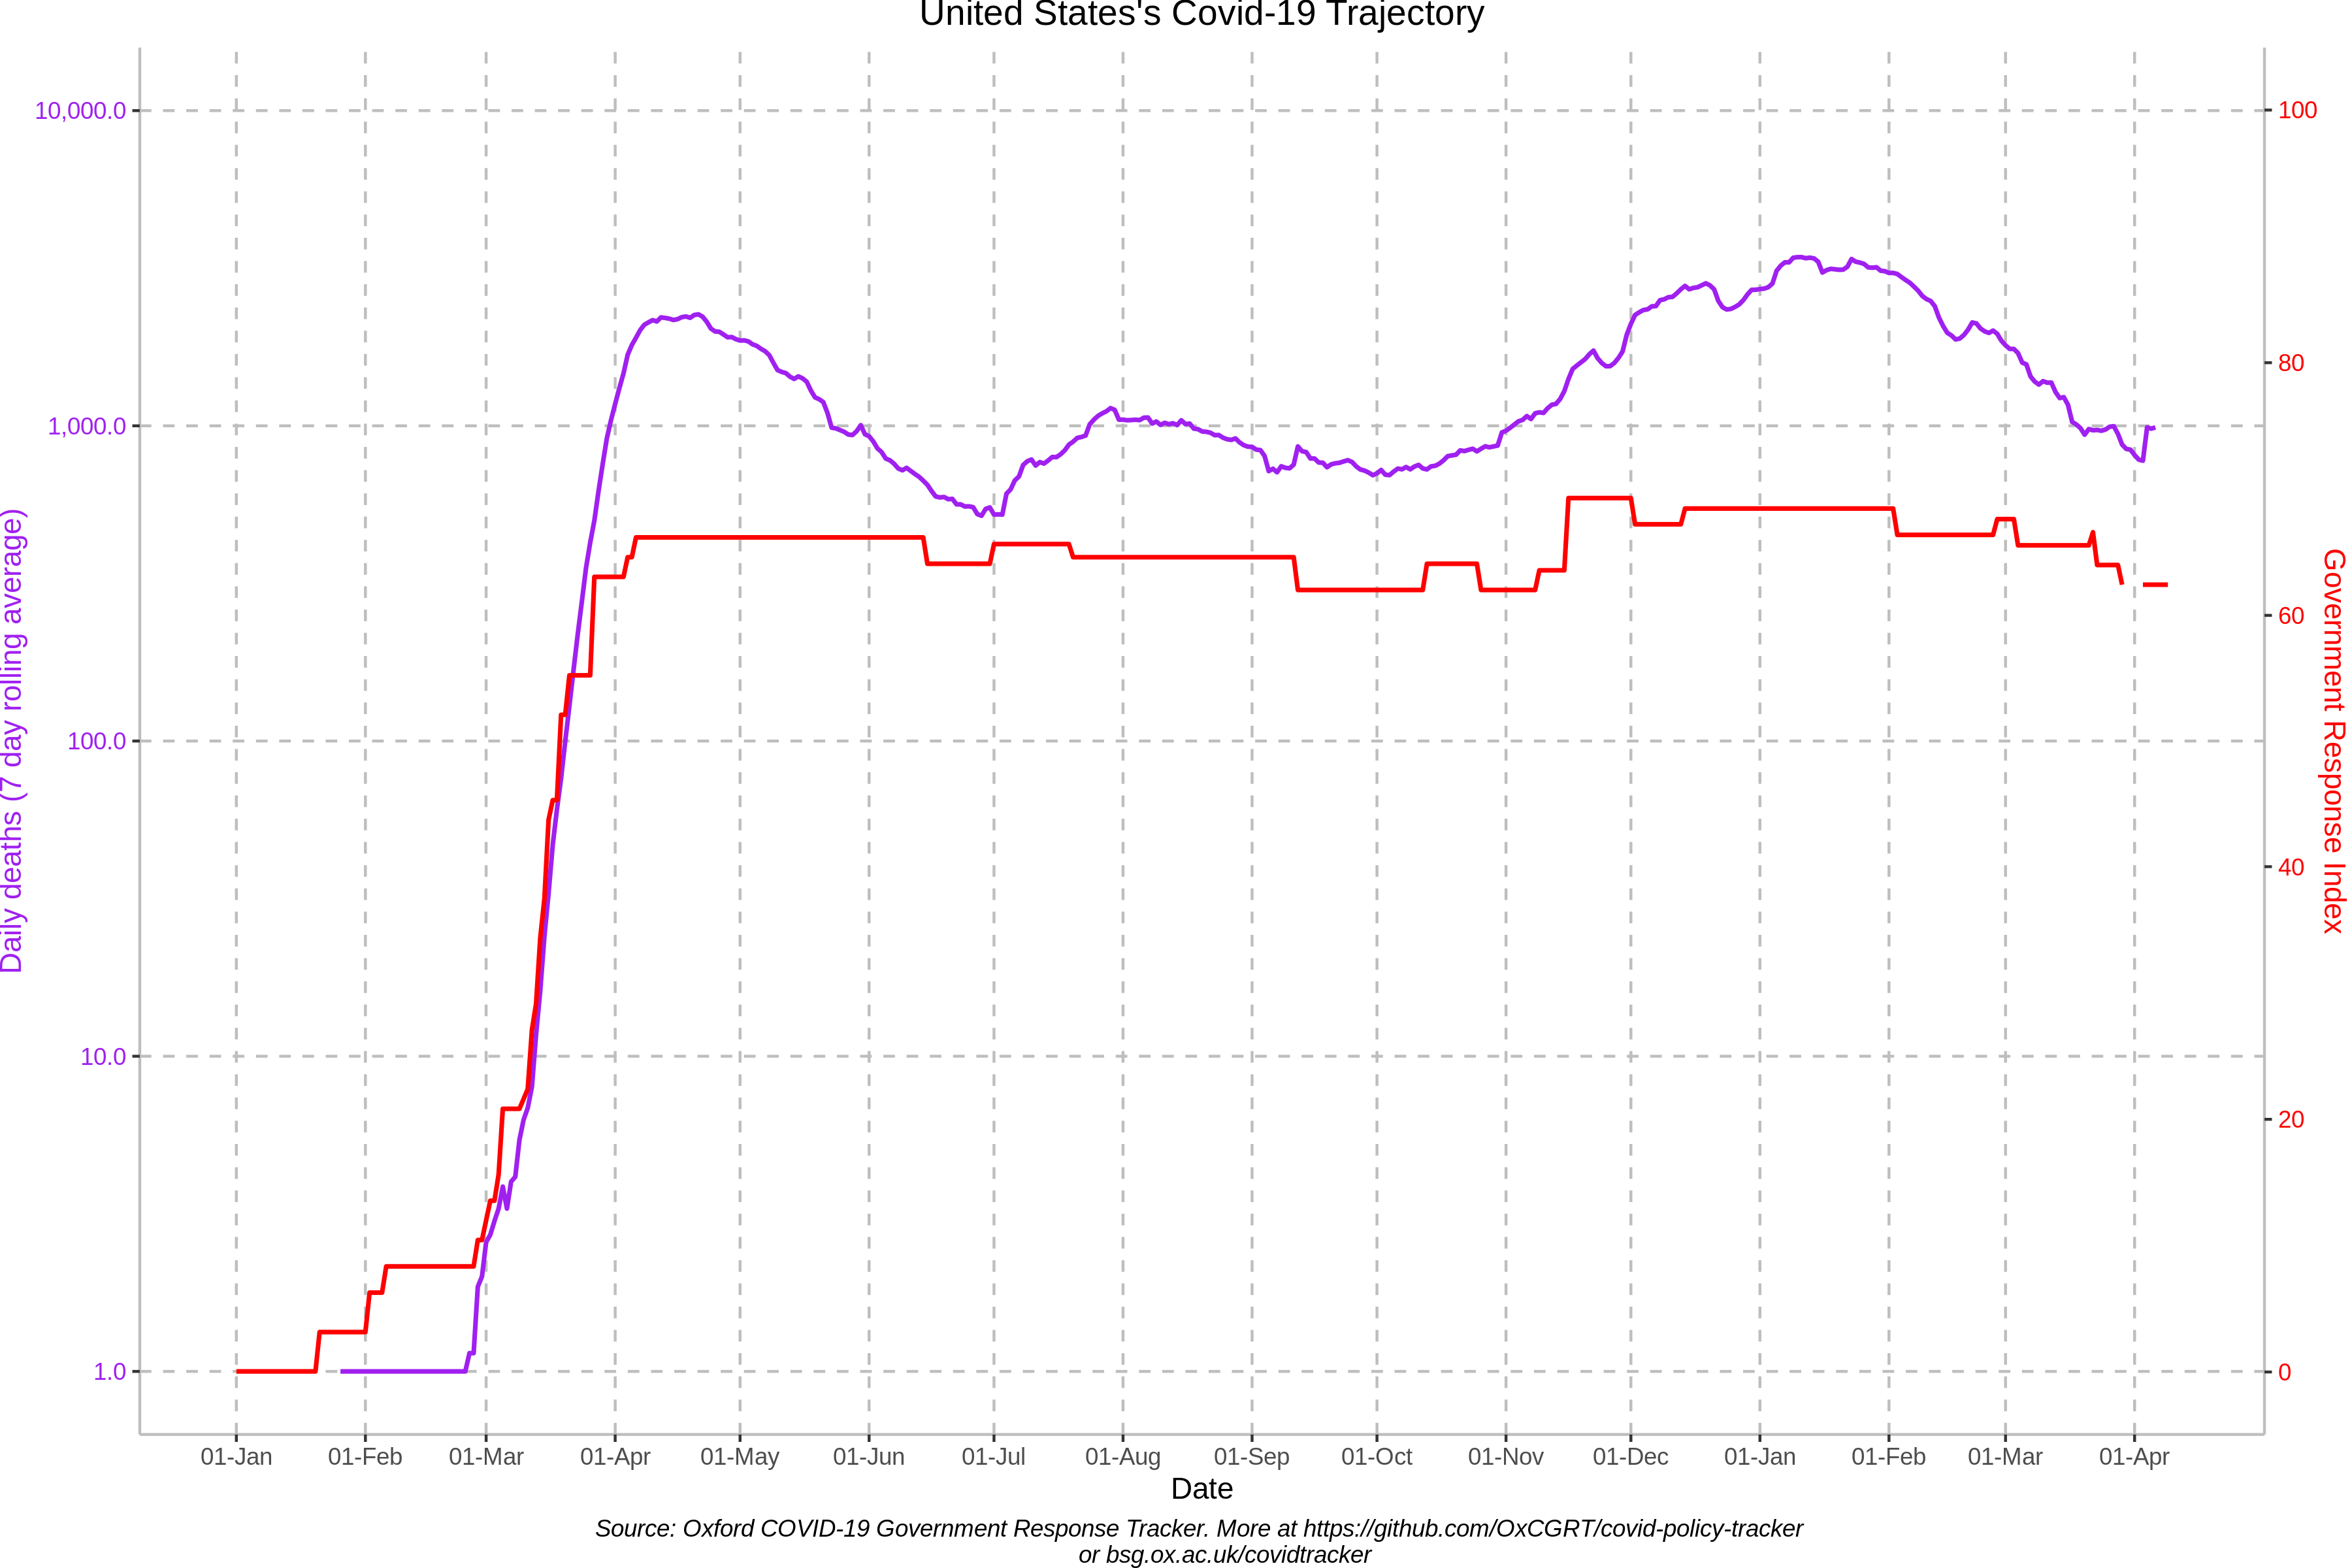 United States's Covid-19 Trajectory
Daily deaths (7 day rolling average)
10,000.0
1,000.0
100.0
10.0
1.0
100
80
60
40
20
0
Government Response Index
01-Jan 01-Feb 01-Mar 01-Apr 01-May 01-Jun 01-Jul 01-Aug 01-Sep 01-Oct 01-Nov 01-Dec 01-Jan 01-Feb 01-Mar 01-Apr
Date
Source: Oxford COVID-19 Government Response Tracker. More at https://github.com/OxCGRT/covid-policy-tracker
or bsg.ox.ac.uk/covidtracker